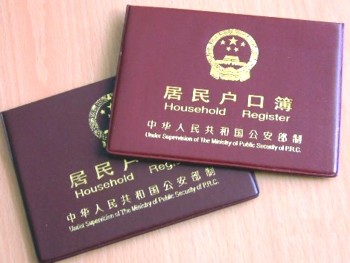 居民户口簿
Household Register
中华人民共和国公安部制
Under Supervision of The Ministry of Public Security of P.R.C.
居民户
Household Regist
中华人民共和国公安部制
Under Supervision of The Ministry of Public Security of P.R.C.